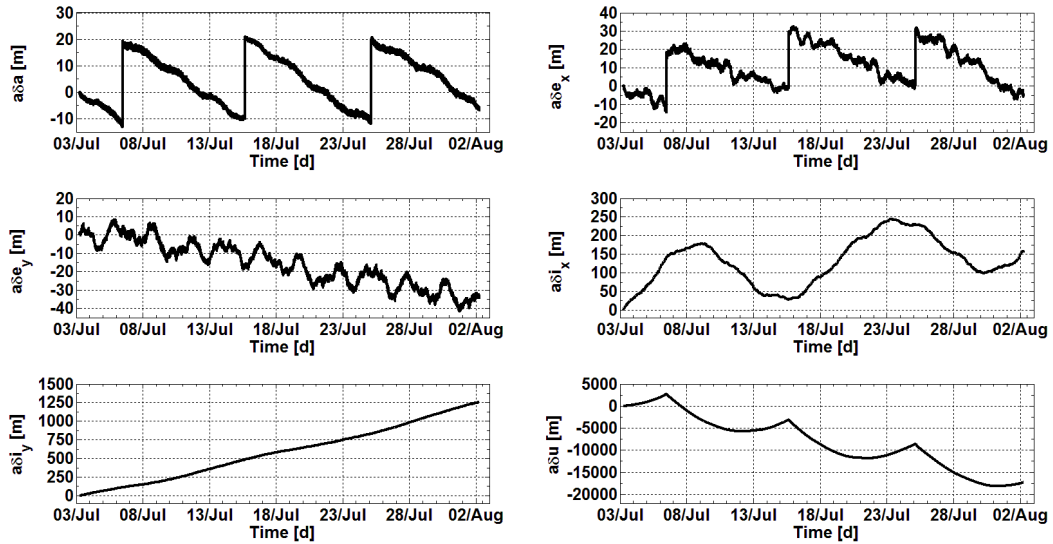 aδa [m]
30
20
10
0
-10
03/Jul 08/Jul 13/Jul 18/Jul 23/Jul 28/Jul 02/Aug
Time [d]
aδe_x [m]
40
30
20
10
0
-10
-20
03/Jul 08/Jul 13/Jul 18/Jul 23/Jul 28/Jul 02/Aug
Time [d]
aδe_y [m]
20
10
0
-10
-20
-30
-40
03/Jul 08/Jul 13/Jul 18/Jul 23/Jul 28/Jul 02/Aug
Time [d]
aδi_x [m]
300
250
200
150
100
50
0
03/Jul 08/Jul 13/Jul 18/Jul 23/Jul 28/Jul 02/Aug
Time [d]
aδi_y [m]
1500
1250
1000
750
500
250
0
03/Jul 08/Jul 13/Jul 18/Jul 23/Jul 28/Jul 02/Aug
Time [d]
aδu [m]
5000
0
-5000
-10000
-15000
-20000
03/Jul 08/Jul 13/Jul 18/Jul 23/Jul 28/Jul 02/Aug
Time [d]